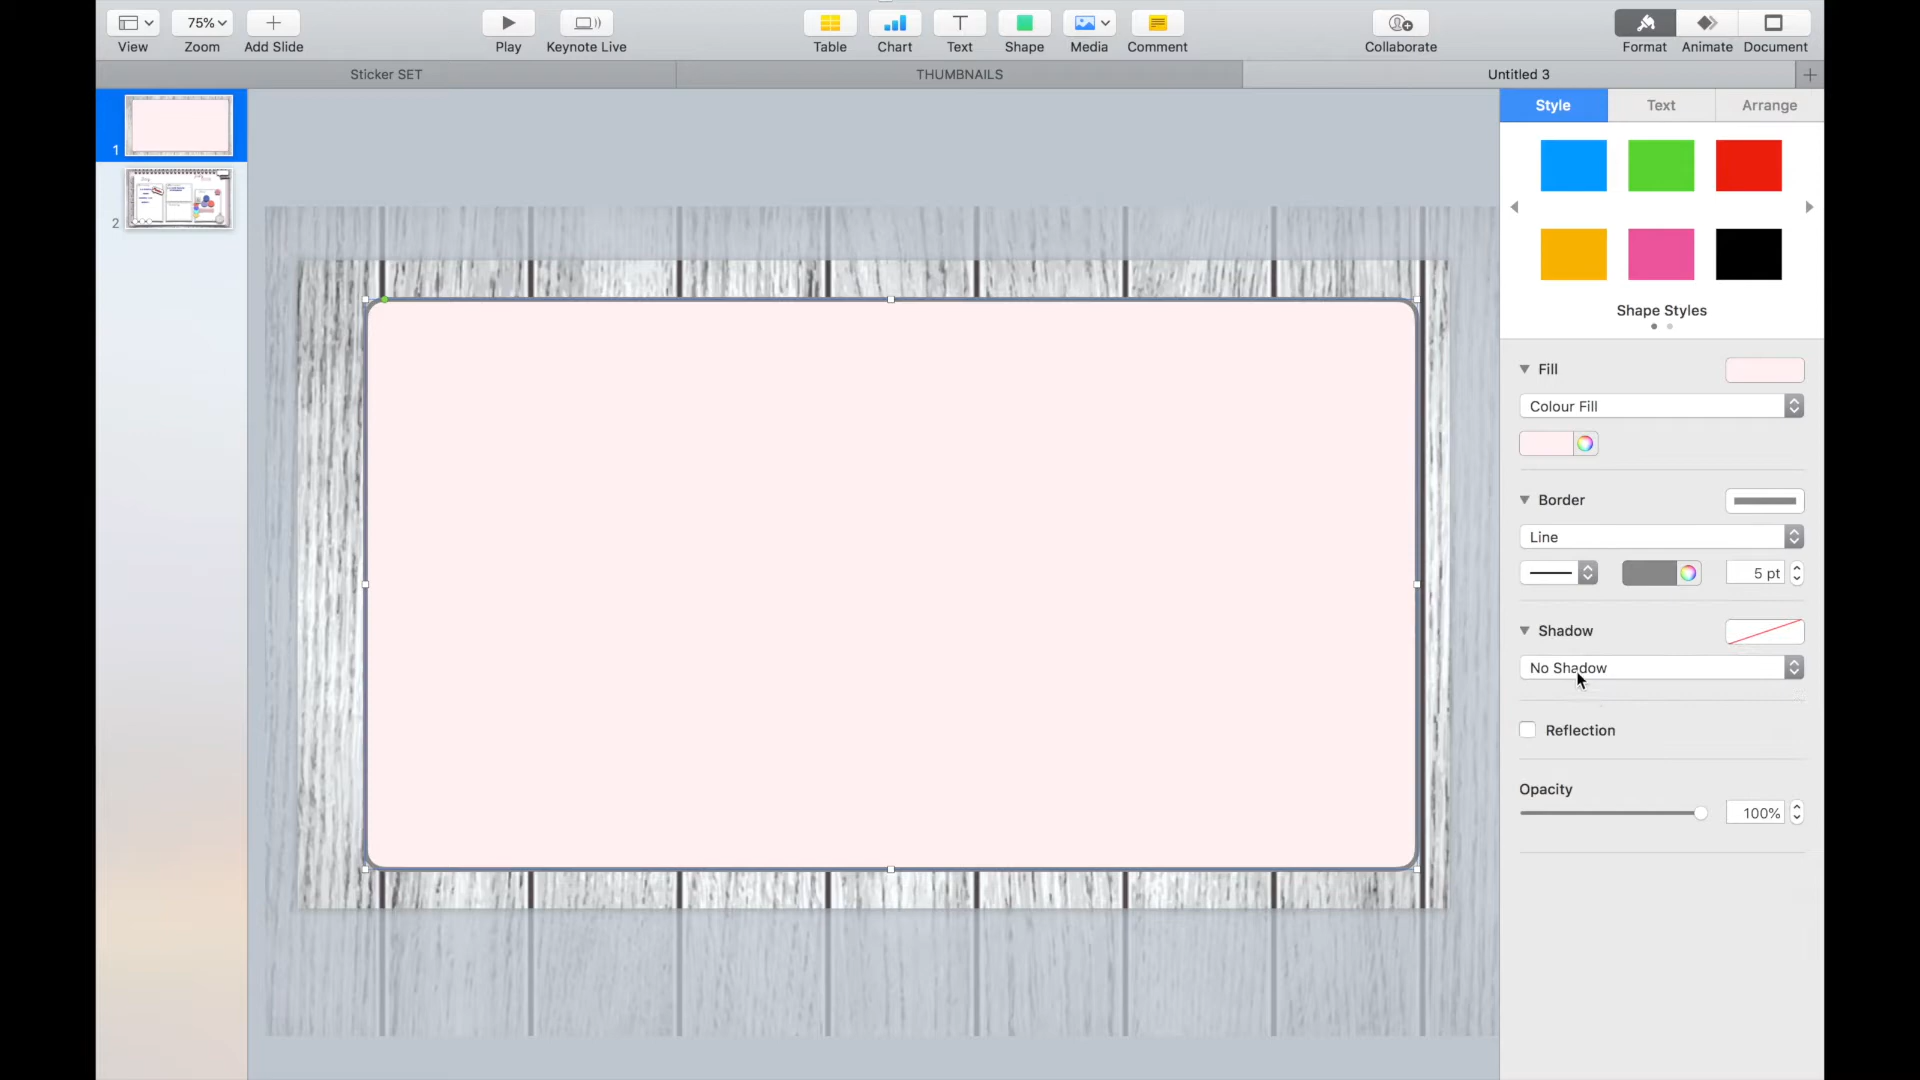 75%
View
Zoom
Add Slide
Play
Keynote Live
Table
Chart
Text
Shape
Media
Comment
Collaborate
Format
Animate
Document
Sticker SET
THUMBNAILS
Untitled 3
Style
Text
Arrange
1
2
Shape Styles
Fill
Colour Fill
Border
Line
5 pt
Shadow
No Shadow
Reflection
Opacity
100%